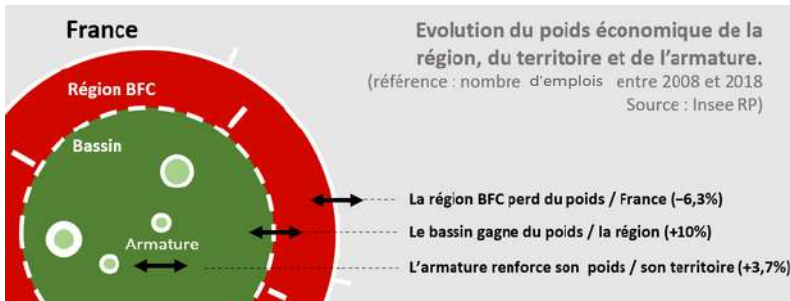 France
Evolution du poids économique de la
région, du territoire et de l'armature.
(référence : nombre d'emplois entre 2008 et 2018
Source : Insee RP)
Région BFC
Bassin
Armature
La région BFC perd du poids / France (–6,3%)
Le bassin gagne du poids / la région (+10%)
L'armature renforce son poids / son territoire (+3,7%)